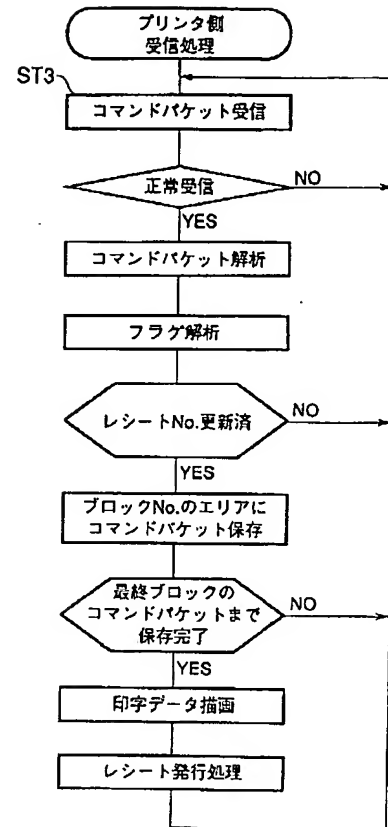 プリンタ側
受信処理
ST3
コマンドパケット受信
正常受信
NO
YES
コマンドパケット解析
フラグ解析
レシートNo.更新済
NO
YES
ブロックNo.のエリアに
コマンドパケット保存
最終ブロックの
コマンドパケットまで
保存完了
NO
YES
印字データ描画
レシート発行処理